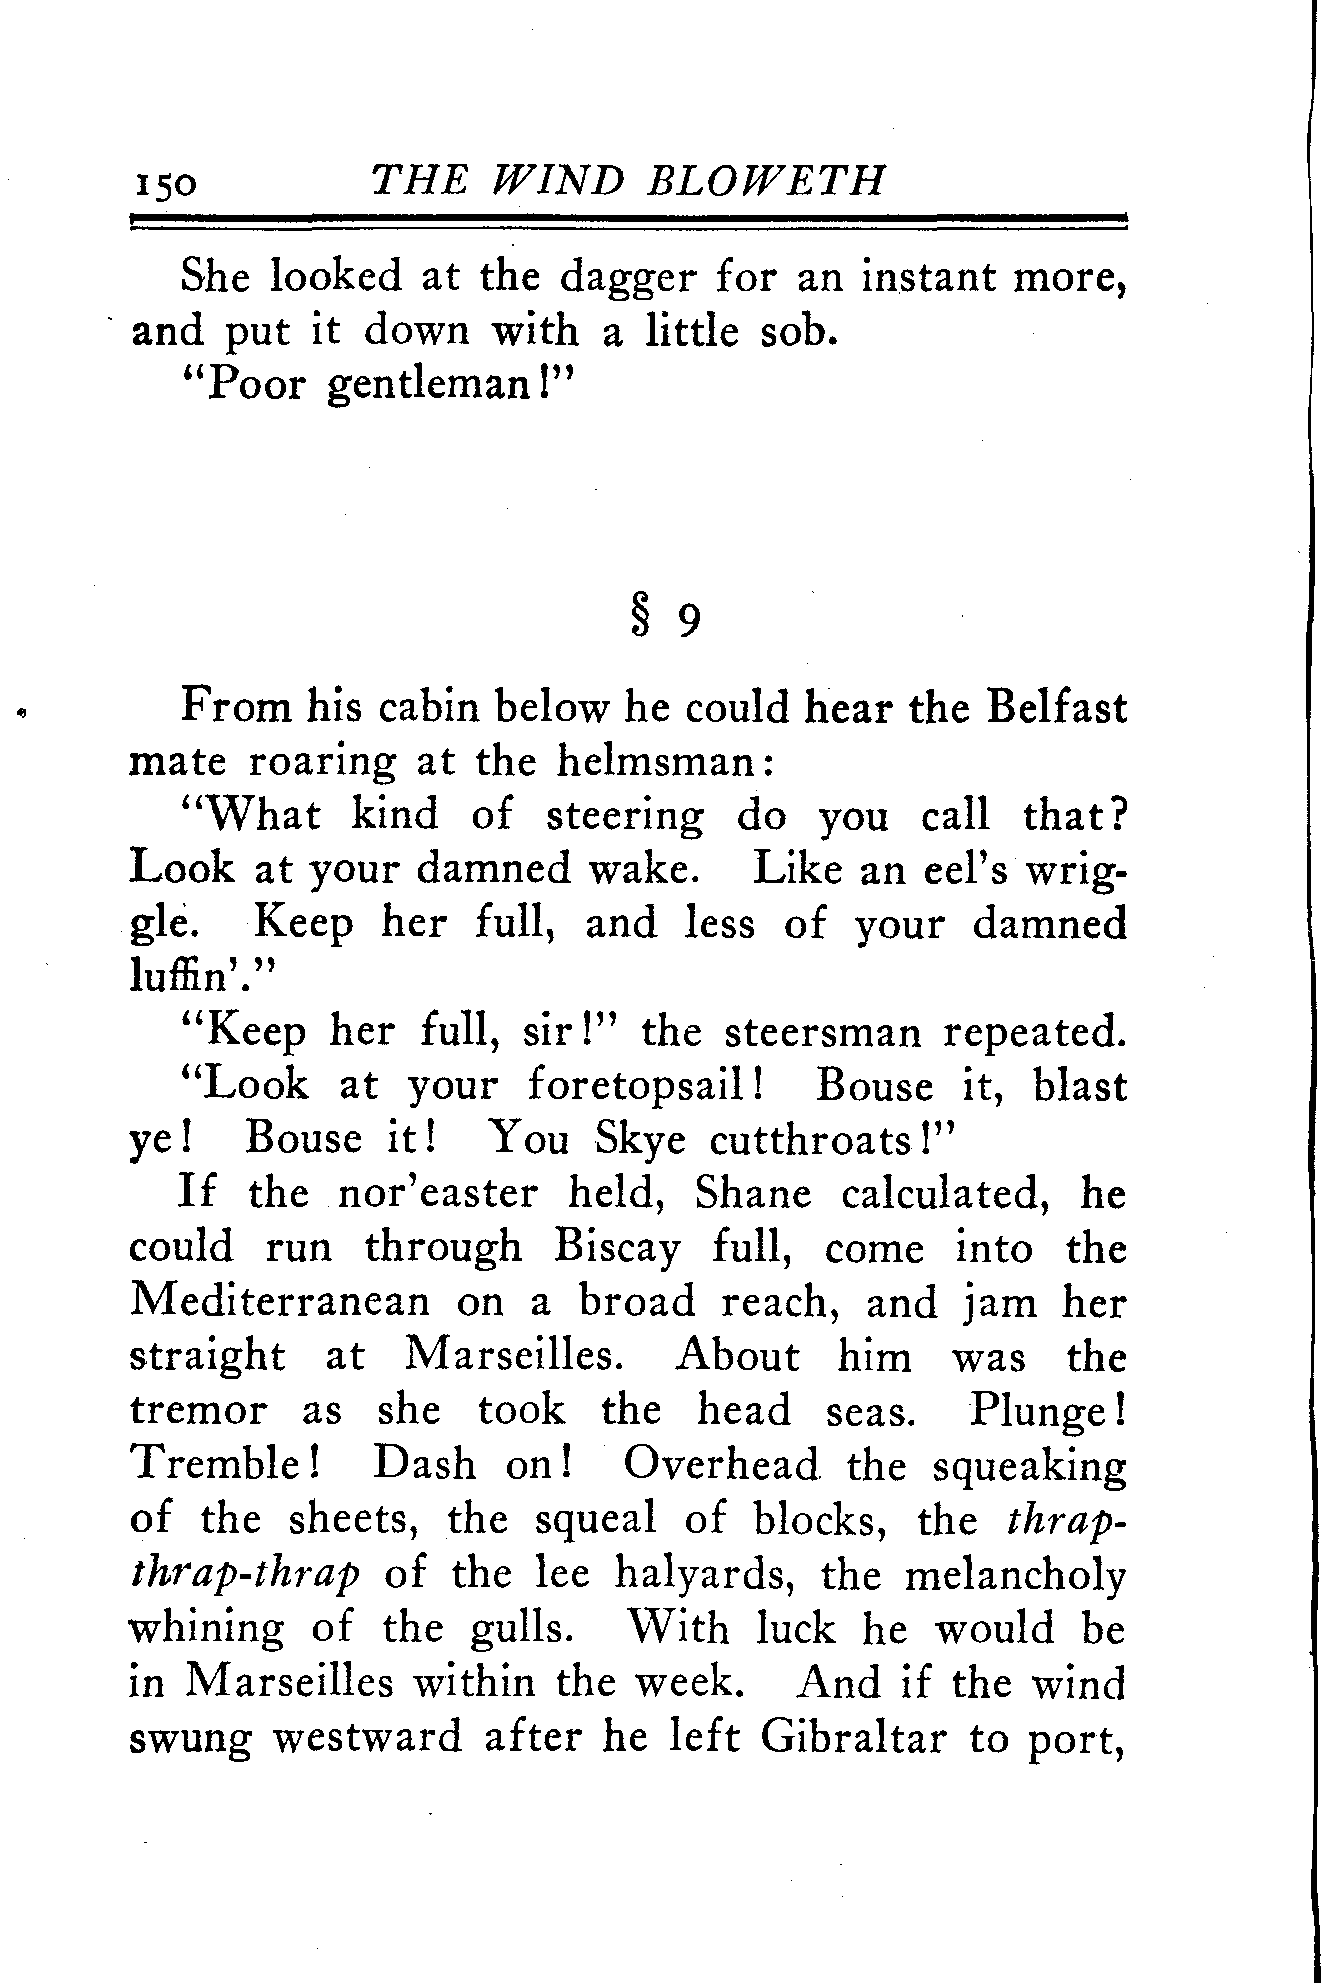 150 THE WIND BLOWETH
She looked at the dagger for an instant more,
and put it down with a little sob.
“Poor gentleman!”
§ 9
From his cabin below he could hear the Belfast
mate roaring at the helmsman:
“What kind of steering do you call that?
Look at your damned wake. Like an eel’s wrig-
gle. Keep her full, and less of your damned
luffin’.”
“Keep her full, sir!” the steersman repeated.
“Look at your foretopsail! Bouse it, blast
ye! Bouse it! You Skye cutthroats!”
If the nor’easter held, Shane calculated, he
could run through Biscay full, come into the
Mediterranean on a broad reach, and jam her
straight at Marseilles. About him was the
tremor as she took the head seas. Plunge!
Tremble! Dash on! Overhead the squeaking
of the sheets, the squeal of blocks, the thrap-
thrap-thrap of the lee halyards, the melancholy
whining of the gulls. With luck he would be
in Marseilles within the week. And if the wind
swung westward after he left Gibraltar to port,